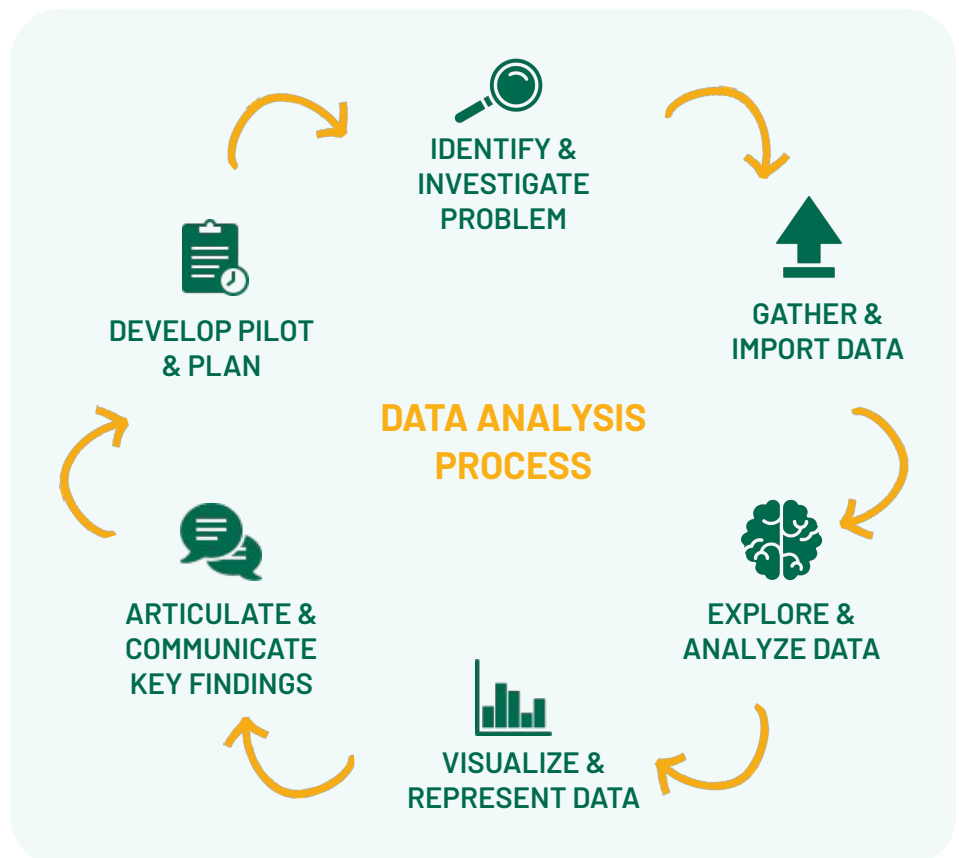 IDENTIFY &
INVESTIGATE
PROBLEM
GATHER &
IMPORT DATA
EXPLORE &
ANALYZE DATA
VISUALIZE &
REPRESENT DATA
ARTICULATE &
COMMUNICATE
KEY FINDINGS
DEVELOP PILOT
& PLAN
DATA ANALYSIS
PROCESS